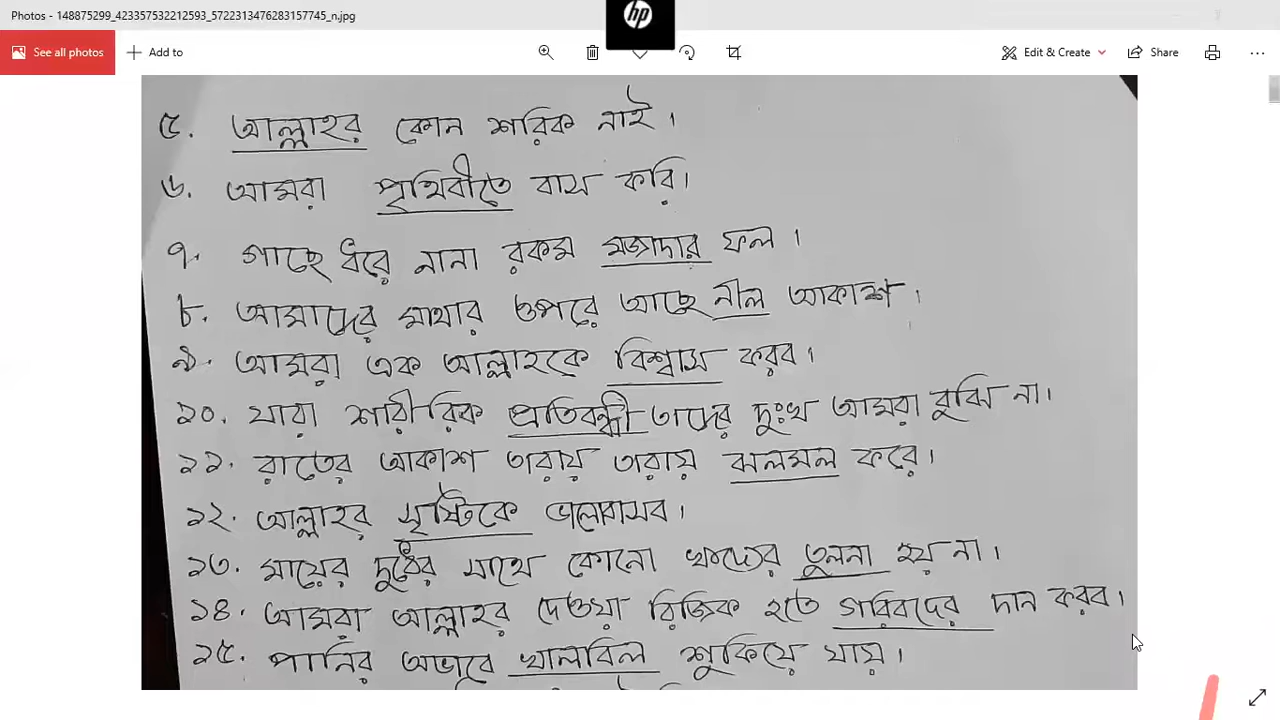 Photos - 148875299_423357532212593_5722313476283157745_n.jpg
hp
See all photos
Add to
Edit & Create
Share
৫. আল্লাহর কোন শরিক নাই।
৬. আমরা পৃথিবীতে বাস করি।
৭. গাছে ধরে নানা রকম মজাদার ফল।
৮. আমাদের মাথার ওপরে আছে নীল আকাশ।
৯. আমরা এক আল্লাহকে বিশ্বাস করব।
১০. যারা শারীরিক প্রতিবন্ধী তাদের দুঃখ আমরা বুঝি না।
১১. রাতের আকাশ তারায় তারায় ঝলমল করে।
১২. আল্লাহর সৃষ্টিকে ভালোবাসব।
১৩. মায়ের দুধের সাথে কোনো খাদ্যের তুলনা হয় না।
১৪. আমরা আল্লাহর দেওয়া রিজিক হতে গরিবদের দান করব।
১৫. পানির অভাবে খালবিল শুকিয়ে যায়।